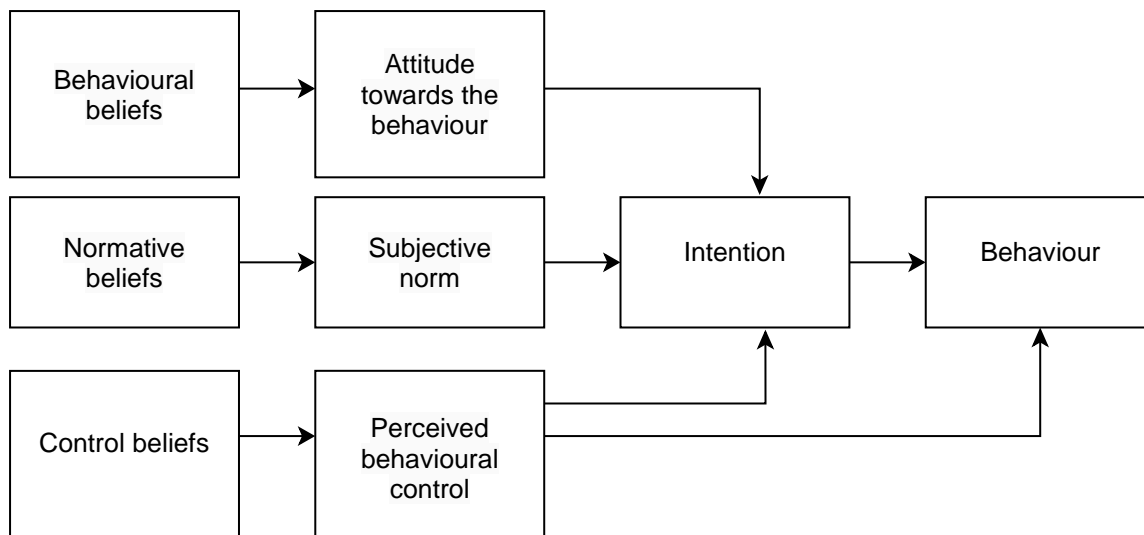 Behavioural
beliefs
Attitude
towards the
behaviour
Normative
beliefs
Subjective
norm
Intention
Behaviour
Control beliefs
Perceived
behavioural
control